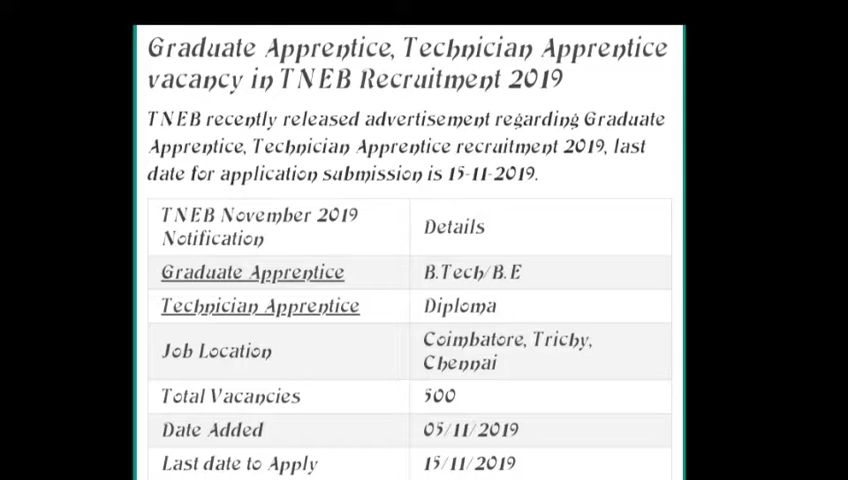 Graduate Apprentice, Technician Apprentice
vacancy in TNEB Recruitment 2019
TNEB recently released advertisement regarding Graduate
Apprentice, Technician Apprentice recruitment 2019, last
date for application submission is 15-11-2019.
TNEB November 2019
Notification
Details
Graduate Apprentice
B.Tech/B.E
Technician Apprentice
Diploma
Job Location
Coimbatore, Trichy,
Chennai
Total Vacancies
500
Date Added
05/11/2019
Last date to Apply
15/11/2019